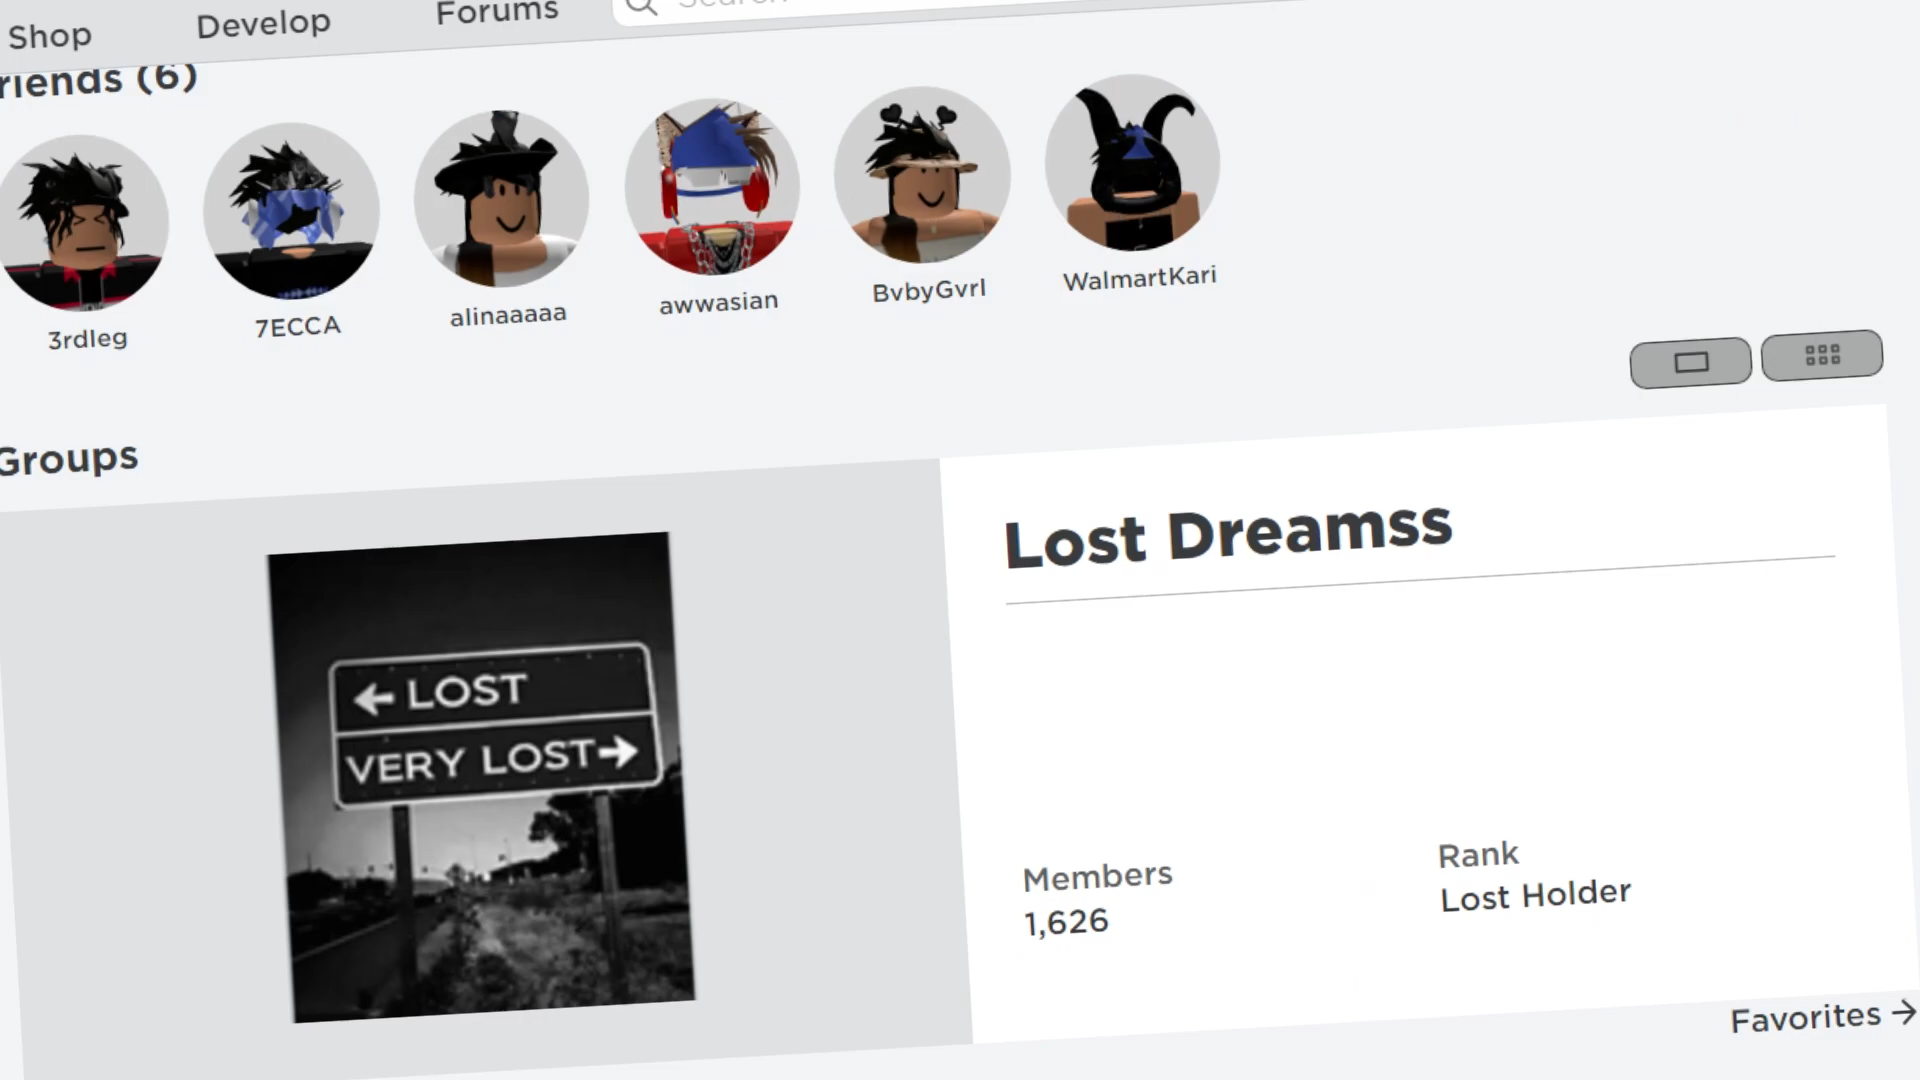 Shop Develop Forums Search
riends (6)
3rdleg 7ECCA alinaaaaa awwasian BvbyGvrl WalmartKari
Groups
Lost Dreamss
← LOST
VERY LOST→
Members Rank
1,626 Lost Holder
Favorites →